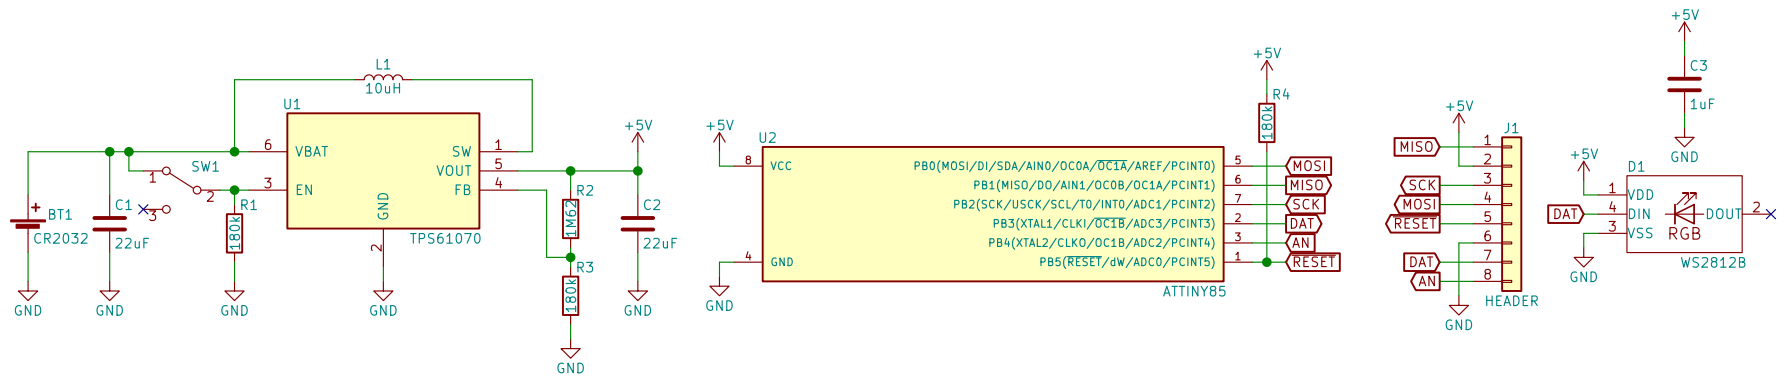 L1
10uH
U1
6
VBAT
SW
1
VOUT
5
3
EN
FB
4
GND
2
TPS61070
SW1
1
2
3
BT1
CR2032
C1
22uF
R1
180k
R2
1M62
R3
180k
+5V
C2
22uF
GND
GND
GND
GND
GND
GND
+5V
U2
8
VCC
4
GND
GND
PB0(MOSI/DI/SDA/AIN0/OC0A/OC1A/AREF/PCINT0)
5
MOSI
PB1(MISO/DO/AIN1/OC0B/OC1A/PCINT1)
6
MISO
PB2(SCK/USCK/SCL/T0/INT0/ADC1/PCINT2)
7
SCK
PB3(XTAL1/CLKI/OC1B/ADC3/PCINT3)
2
DAT
PB4(XTAL2/CLKO/OC1B/ADC2/PCINT4)
3
AN
PB5(RESET/dW/ADC0/PCINT5)
1
RESET
ATTINY85
+5V
R4
180k
+5V
J1
MISO
1
2
SCK
3
MOSI
4
RESET
5
6
DAT
7
AN
8
HEADER
GND
+5V
C3
1uF
GND
+5V
D1
1
VDD
DAT
4
DIN
DOUT
2
3
VSS
RGB
WS2812B
GND